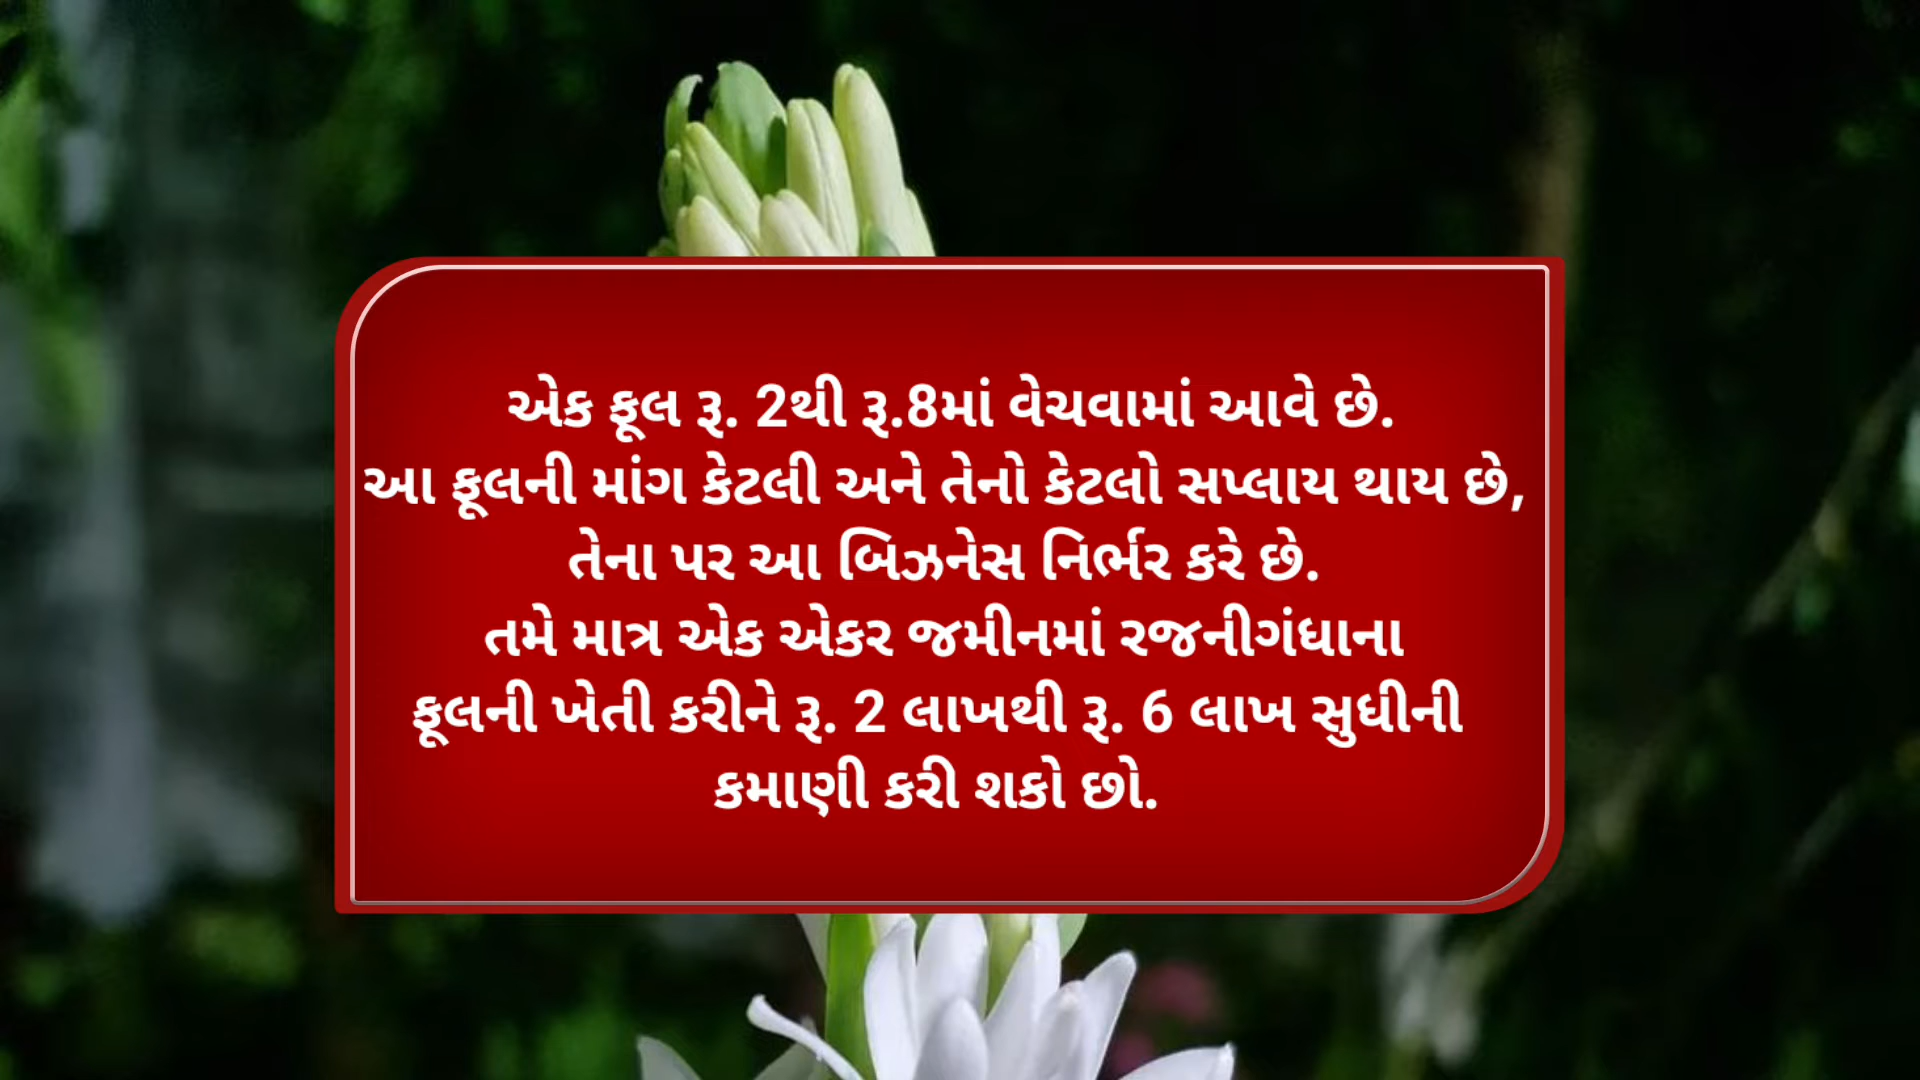 એક ફૂલ રૂ. 2થી રૂ.8માં વેચવામાં આવે છે.
આ ફૂલની માંગ કેટલી અને તેનો કેટલો સપ્લાય થાય છે,
તેના પર આ બિઝનેસ નિર્ભર કરે છે.
તમે માત્ર એક એકર જમીનમાં રજનીગંધાના
ફૂલની ખેતી કરીને રૂ. 2 લાખથી રૂ. 6 લાખ સુધીની
કમાણી કરી શકો છો.